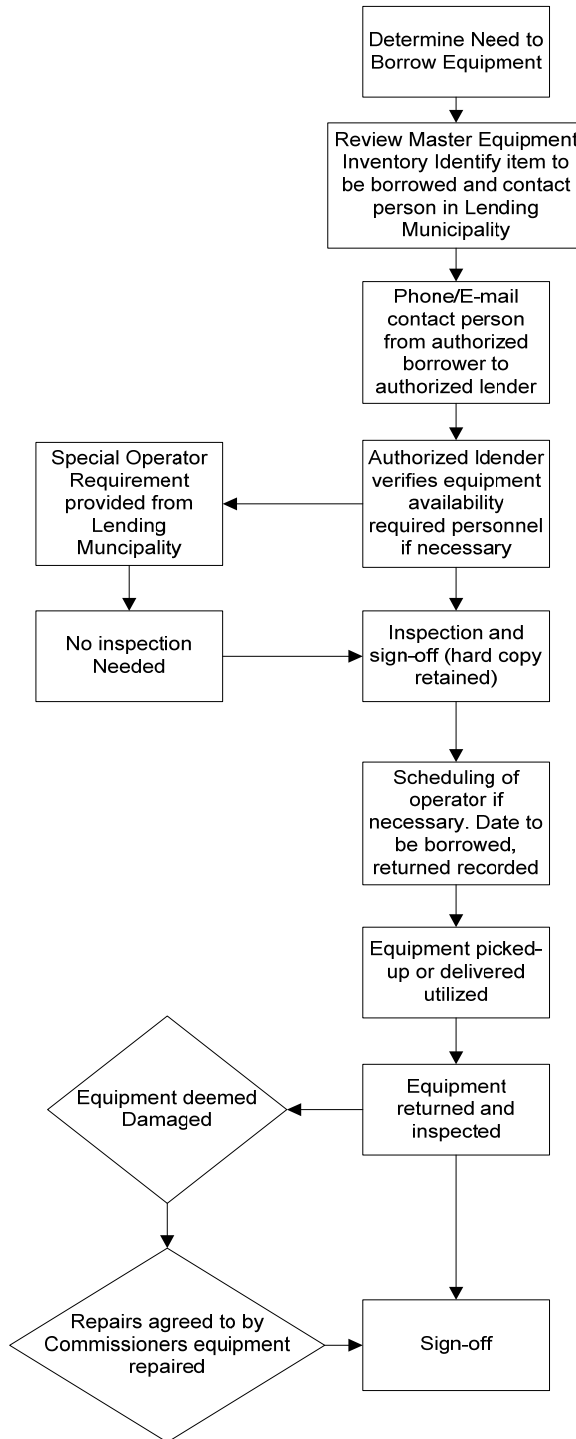 Determine Need to
Borrow Equipment
Review Master Equipment
Inventory Identify item to
be borrowed and contact
person in Lending
Municipality
Phone/E-mail
contact person
from authorized
borrower to
authorized lender
Special Operator
Requirement
provided from
Lending
Muncipality
Authorized ldender
verifies equipment
availability
required personnel
if necessary
No inspection
Needed
Inspection and
sign-off (hard copy
retained)
Scheduling of
operator if
necessary. Date to
be borrowed,
returned recorded
Equipment picked-
up or delivered
utilized
Equipment deemed
Damaged
Equipment
returned and
inspected
Repairs agreed to by
Commissioners equipment
repaired
Sign-off